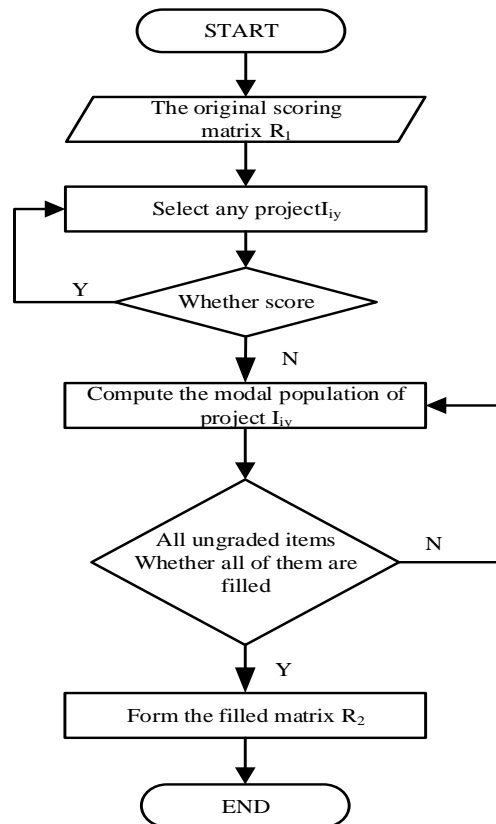 START
The original scoring
matrix R₁
Select any projectIᵢy
Whether score
Y
N
Compute the modal population of
project Iᵢᵧ
All ungraded items
Whether all of them are
filled
N
Y
Form the filled matrix R₂
END